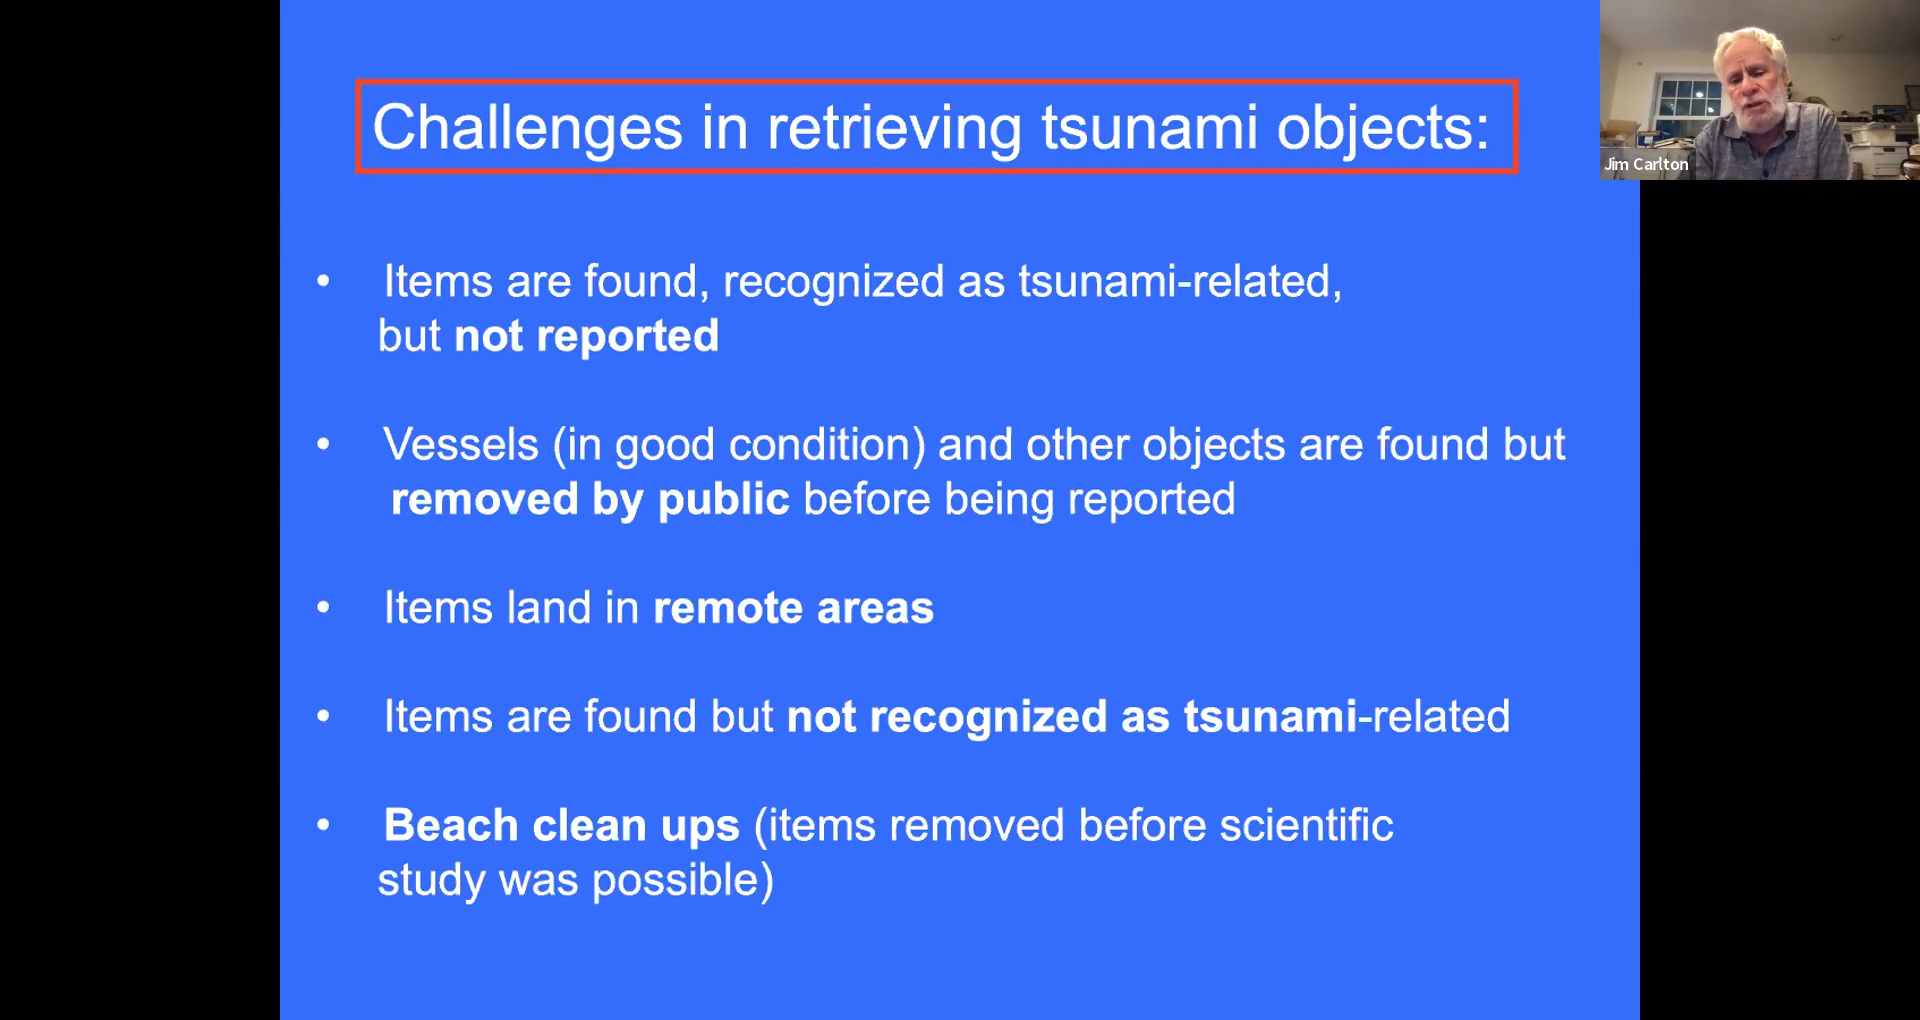 Challenges in retrieving tsunami objects:
Jim Carlton
• Items are found, recognized as tsunami-related,
but not reported
• Vessels (in good condition) and other objects are found but
removed by public before being reported
• Items land in remote areas
• Items are found but not recognized as tsunami-related
• Beach clean ups (items removed before scientific
study was possible)